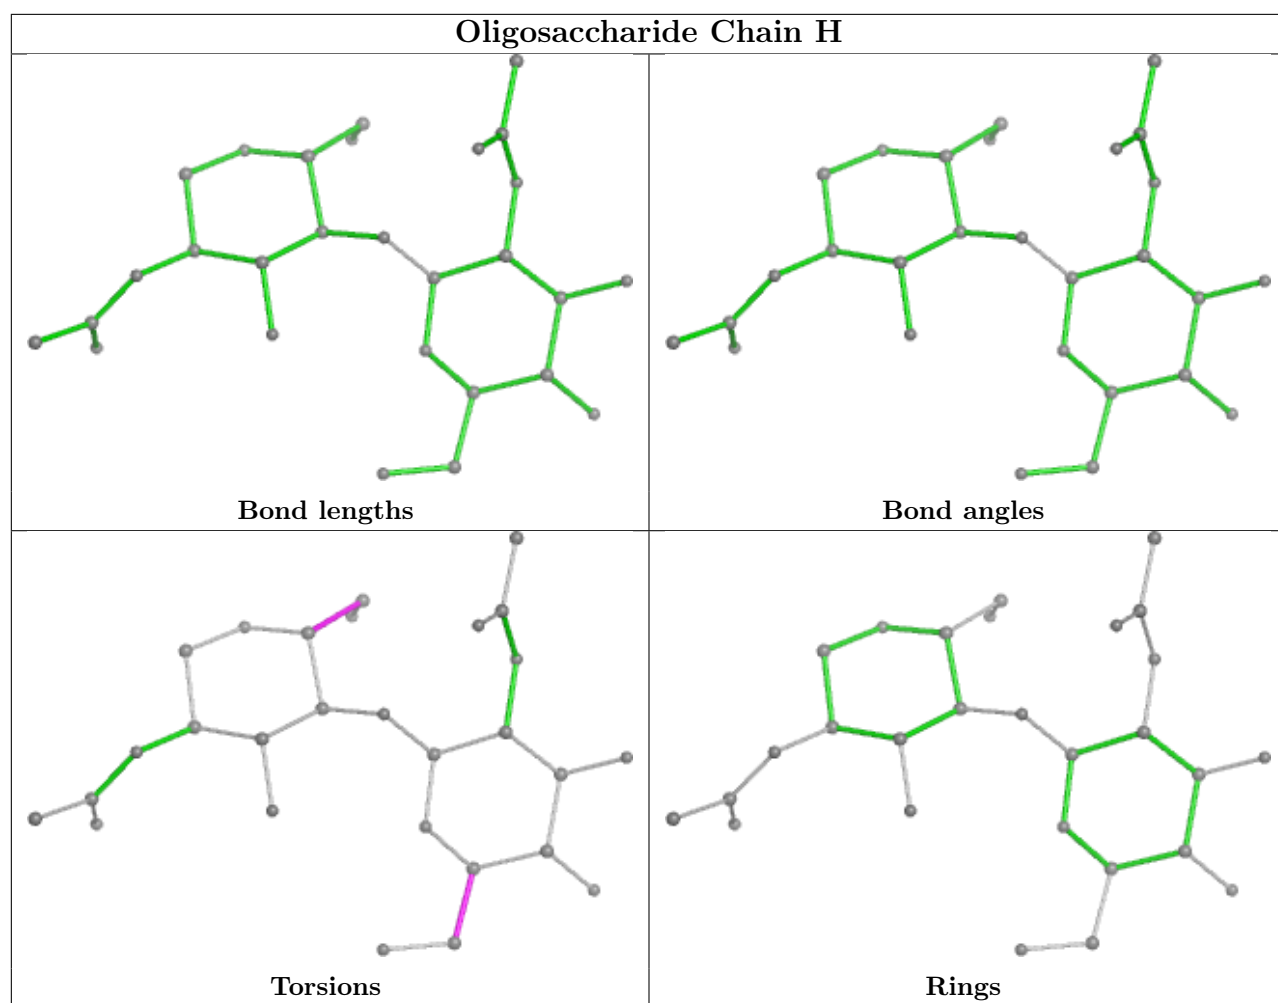 Oligosaccharide Chain H
Bond lengths
Bond angles
Torsions
Rings